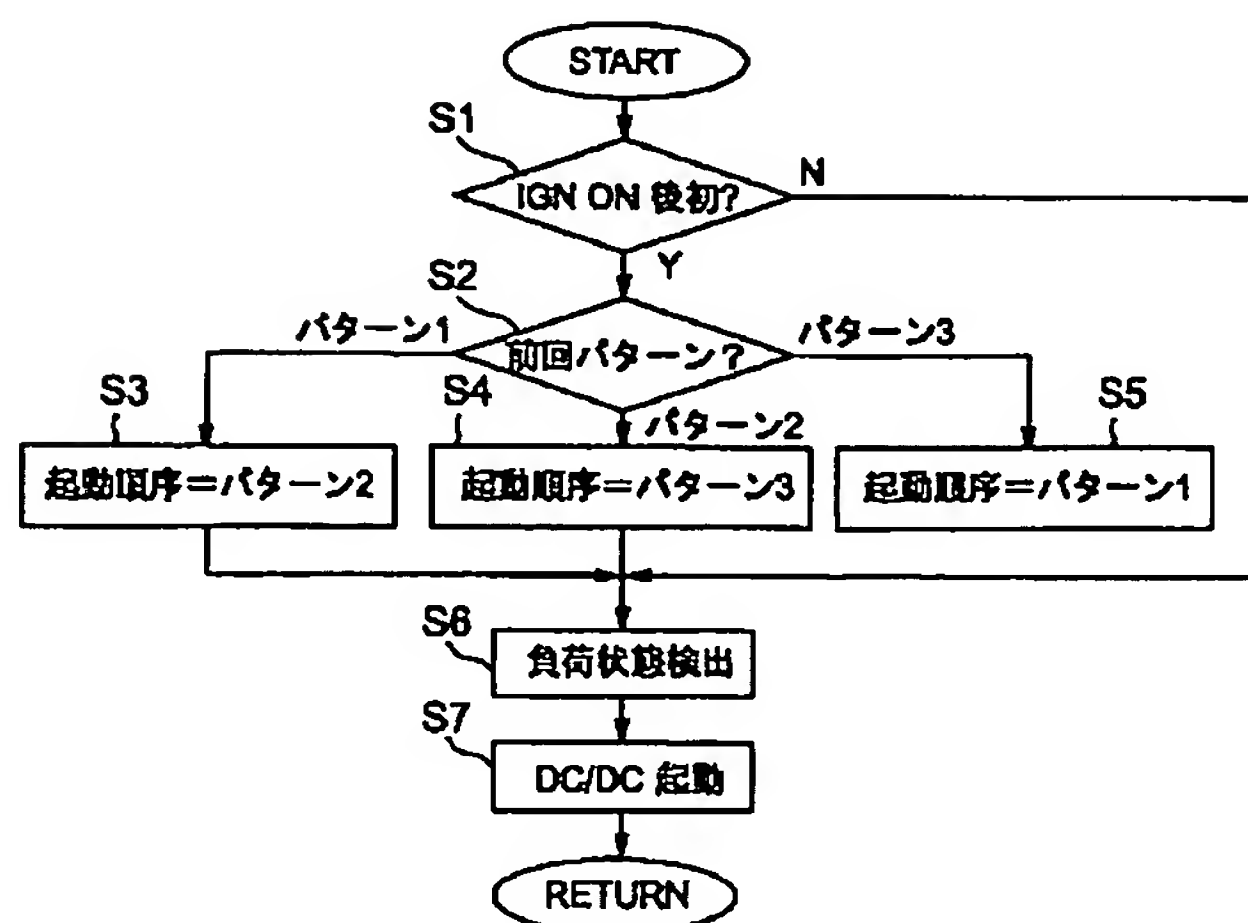 START
S1
IGN ON 後初?
N
Y
S2
前回パターン?
パターン1
パターン3
パターン2
S3
起動順序=パターン2
S4
起動順序=パターン3
S5
起動順序=パターン1
S6
負荷状態検出
S7
DC/DC 起動
RETURN